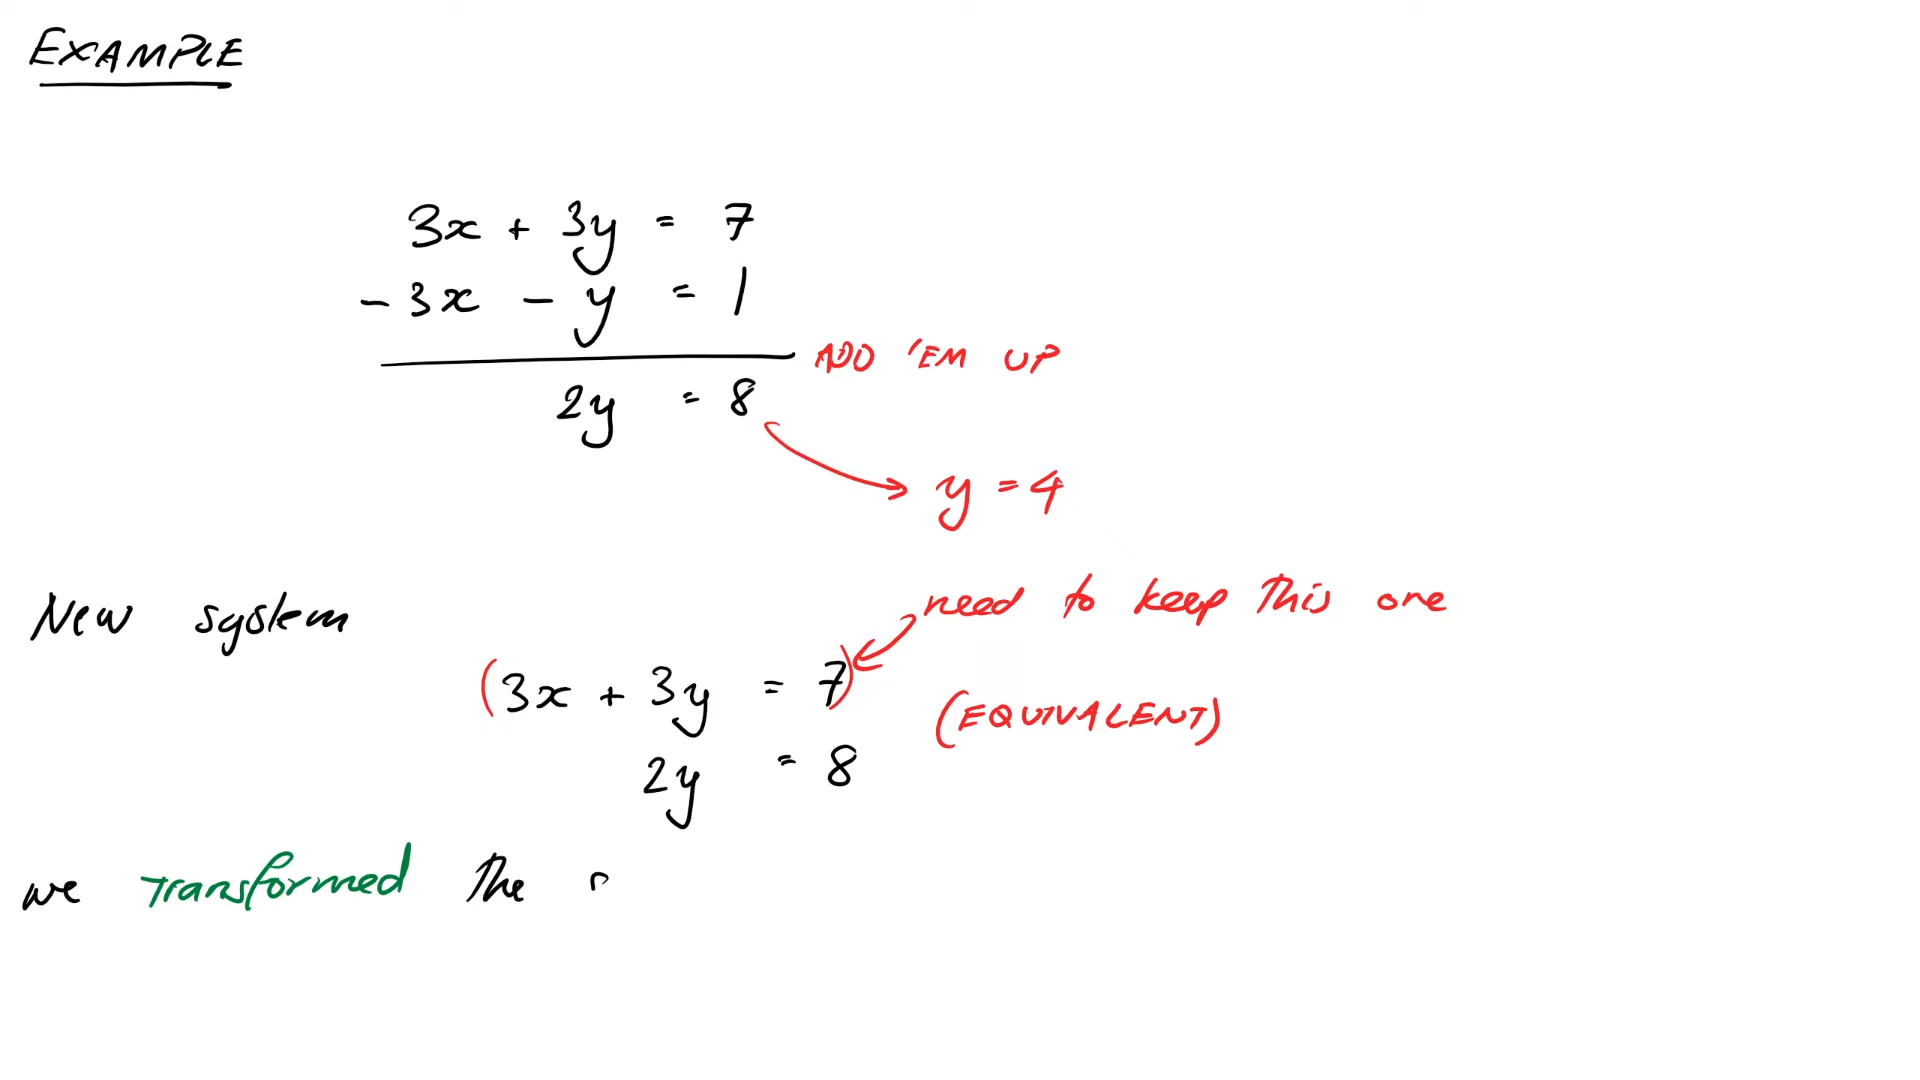 EXAMPLE
3x + 3y = 7
- 3x - y = 1
ADD 'EM UP
2y = 8
y = 4
New system
need to keep this one
(3x + 3y = 7)
(EQUIVALENT)
2y = 8
we transformed the